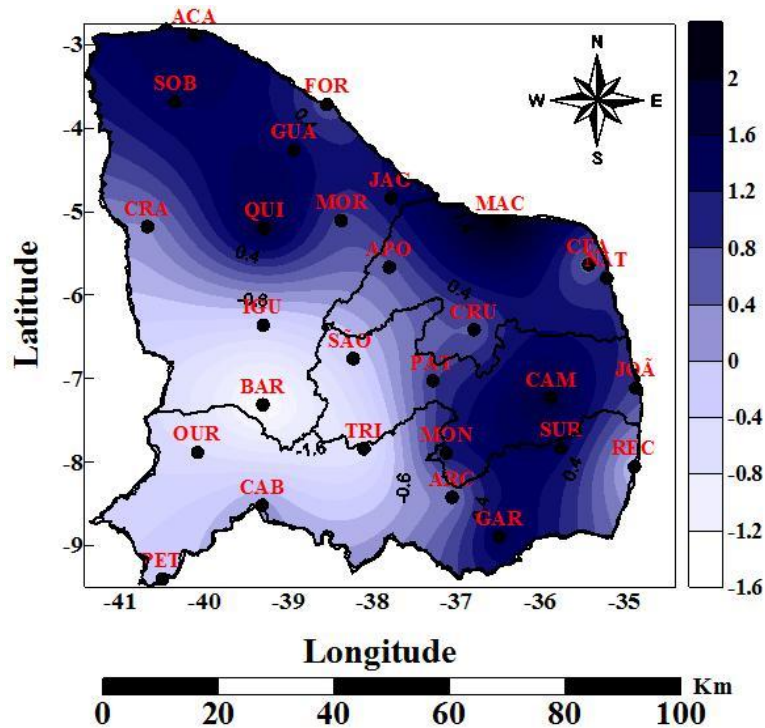 ACA
-3
N
SOB
FOR
2
W
E
-4
1.6
GUA
S
JAG
1.2
CRA
QUI
MOR
MAC
-5
0.4
APO
CEA
NAT
0.8
-6
-0.8
0.4
IGU
CRU
0.4
SÃO
PAT
JOÃ
0
-7
BAR
CAM
-0.4
OUR
TRI
MON
SUR
REC
-8
-1.6
-0.8
ARC
-0.6
0.4
CAB
GAR
-1.2
-9
PET
-1.6
-41
-40
-39
-38
-37
-36
-35
Latitude
Longitude
Km
0
20
40
60
80
100